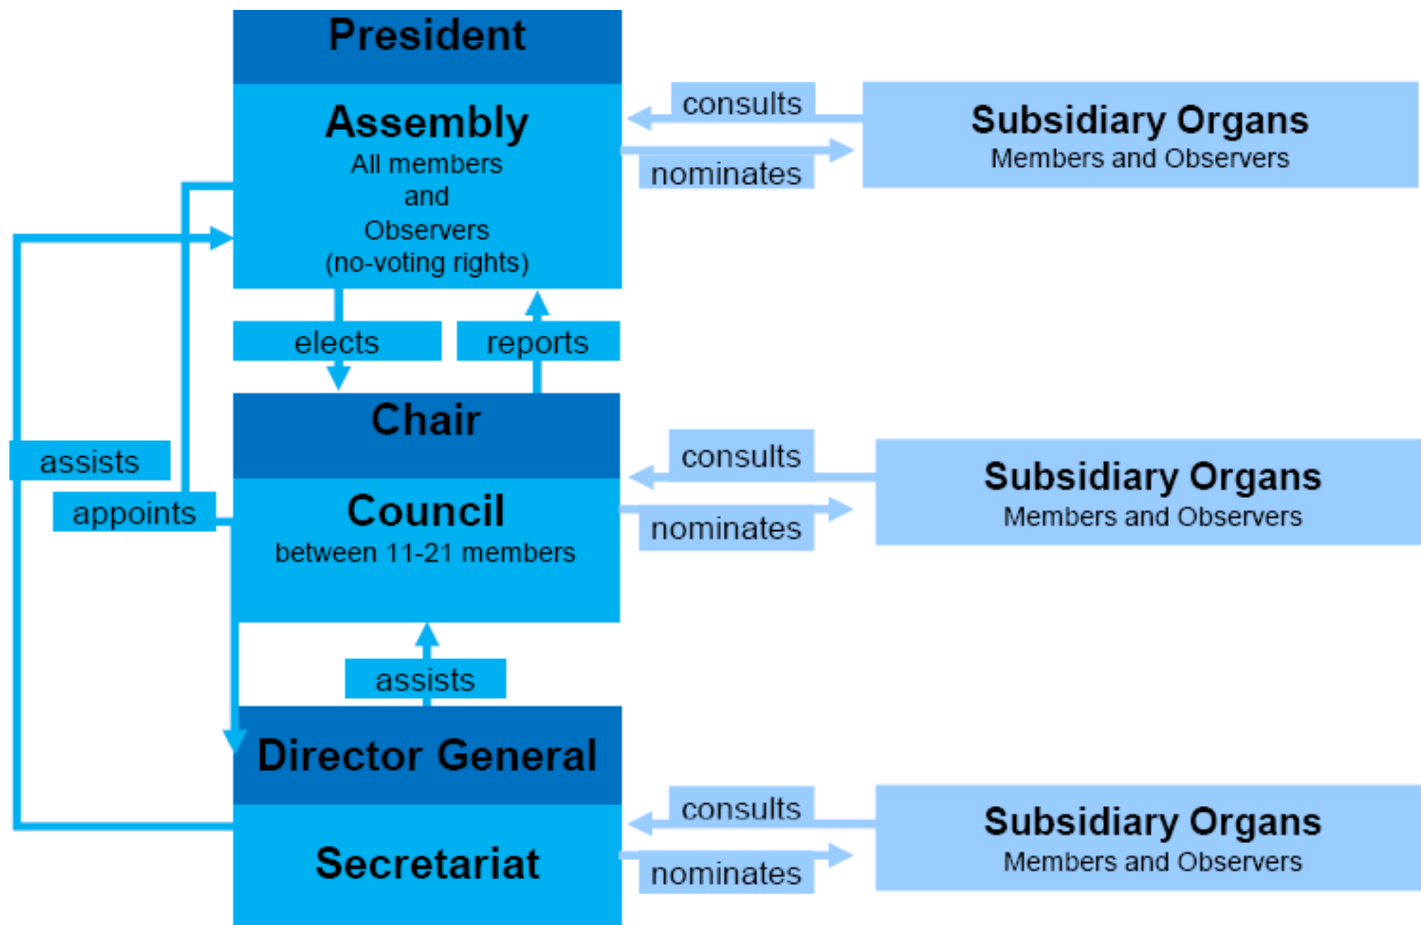 President
Assembly
All members
and
Observers
(no-voting rights)
consults
nominates
Subsidiary Organs
Members and Observers
elects
reports
Chair
Council
between 11-21 members
assists
appoints
consults
nominates
Subsidiary Organs
Members and Observers
assists
Director General
Secretariat
consults
nominates
Subsidiary Organs
Members and Observers